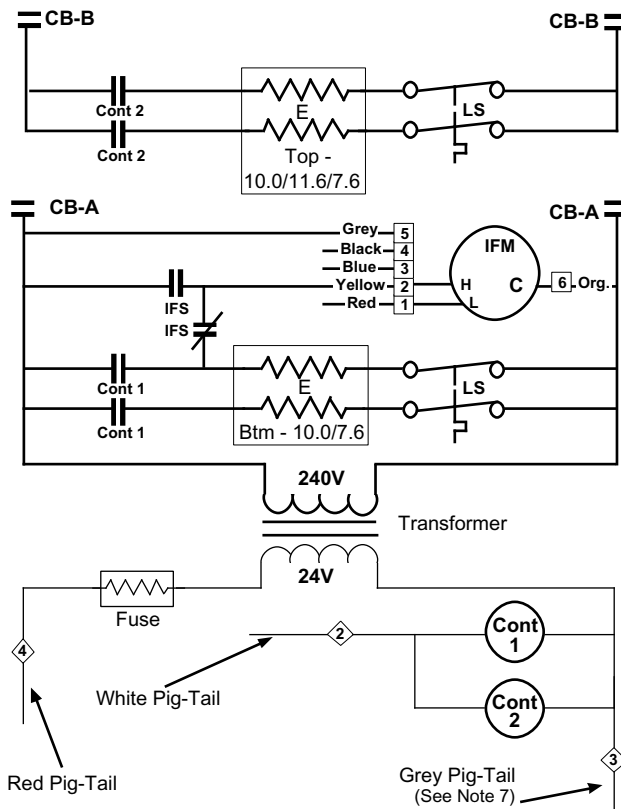 CB-B
CB-B
Cont 2
E
LS
Cont 2
Top -
10.0/11.6/7.6
CB-A
CB-A
Grey 5
Black 4
IFM
Blue 3
Yellow 2
H
C
6 Org.
IFS
Red 1
L
IFS
Cont 1
E
LS
Cont 1
Btm - 10.0/7.6
240V
Transformer
24V
Fuse
2
Cont
1
4
White Pig-Tail
Cont
2
Red Pig-Tail
Grey Pig-Tail
3
(See Note 7)